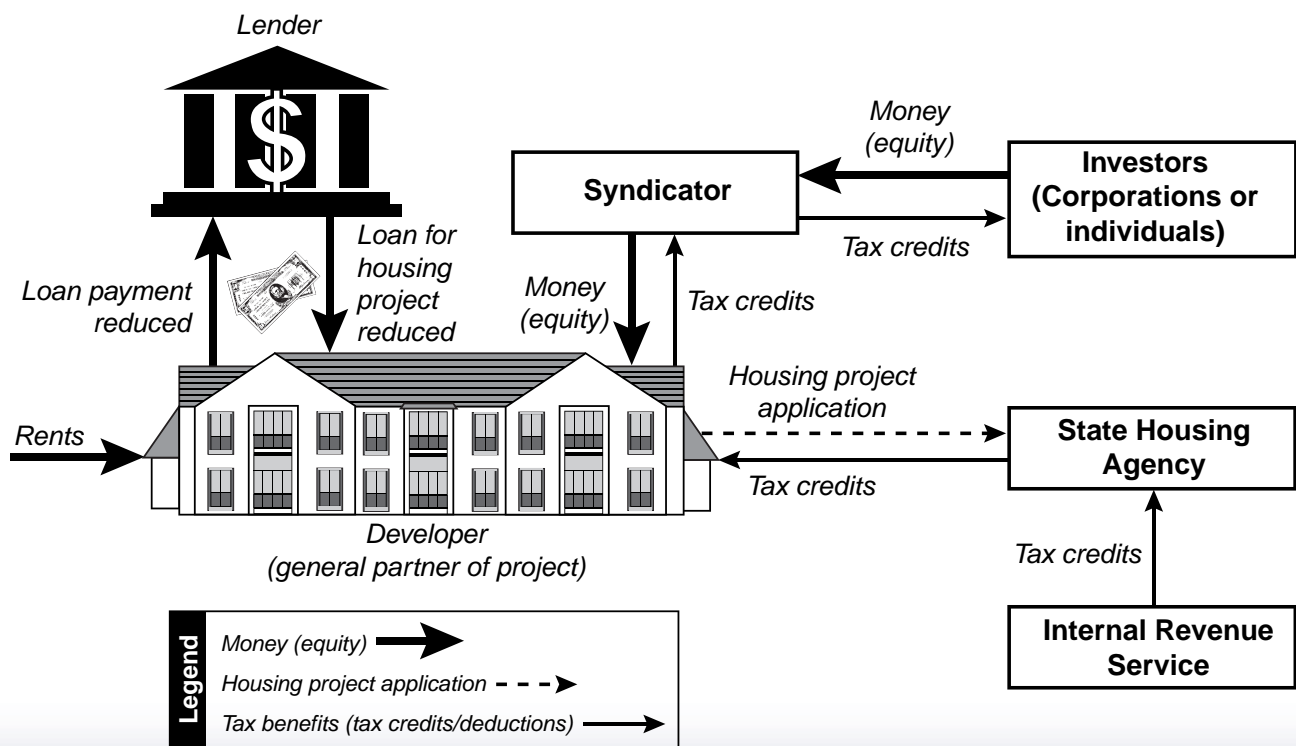 Lender
$
Loan payment
reduced
Loan for
housing
project
reduced
Syndicator
Money
(equity)
Tax credits
Investors
(Corporations or
individuals)
Money
(equity)
Tax credits
Rents
Housing project
application
Tax credits
State Housing
Agency
Developer
(general partner of project)
Tax credits
Internal Revenue
Service
Legend
Money (equity)
Housing project application
Tax benefits (tax credits/deductions)